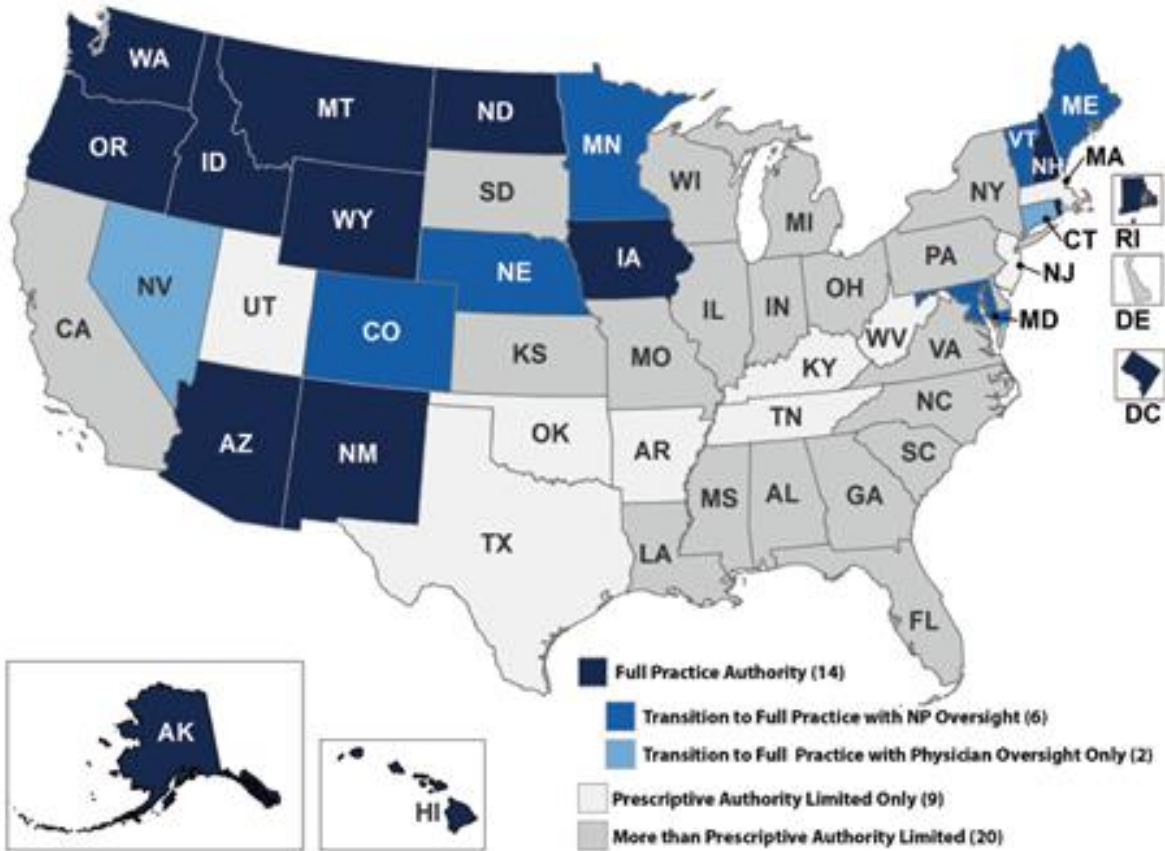 WA
MT
ND
MN
ME
VT
NH
MA
OR
ID
SD
WI
NY
RI
WY
MI
CT
IA
PA
NJ
NE
NV
UT
OH
DE
CA
CO
IL
IN
MD
WV
KS
MO
VA
KY
DC
NC
TN
AZ
NM
OK
AR
SC
MS
AL
GA
TX
LA
FL
AK
HI
Full Practice Authority (14)
Transition to Full Practice with NP Oversight (6)
Transition to Full Practice with Physician Oversight Only (2)
Prescriptive Authority Limited Only (9)
More than Prescriptive Authority Limited (20)